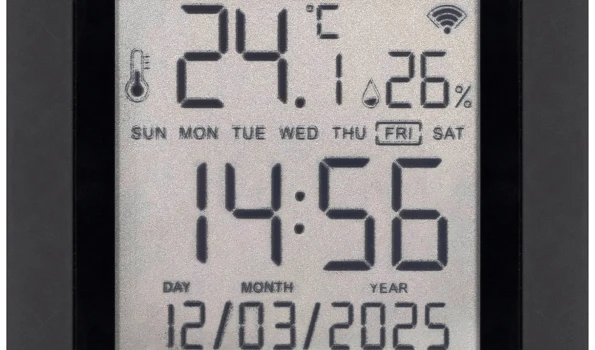 24.1 °C
26%
SUN MON TUE WED THU FRI SAT
14:56
DAY MONTH YEAR
12/03/2025